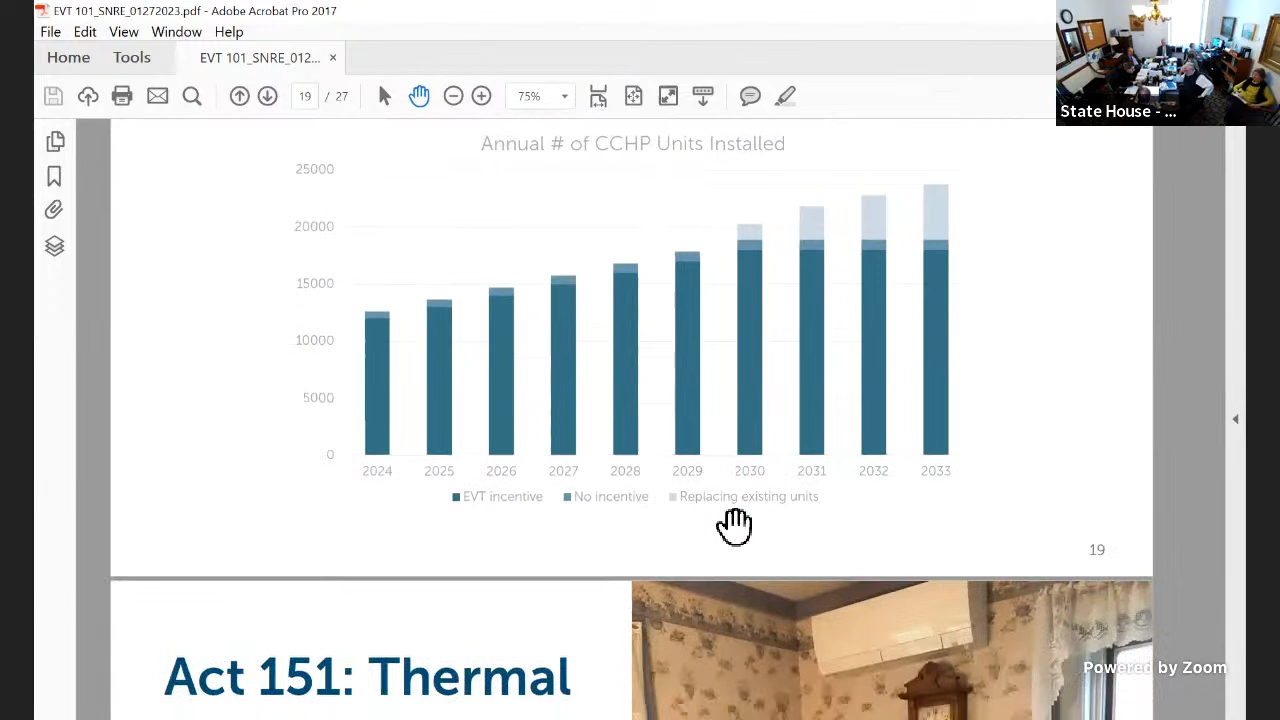 EVT 101_SNRE_01272023.pdf - Adobe Acrobat Pro 2017
File Edit View Window Help
Home Tools EVT 101_SNRE_012... ×
19 / 27 75%
State House - ...
Annual # of CCHP Units Installed
25000
20000
15000
10000
5000
0
2024 2025 2026 2027 2028 2029 2030 2031 2032 2033
EVT incentive No incentive Replacing existing units
19
Act 151: Thermal
Powered by Zoom